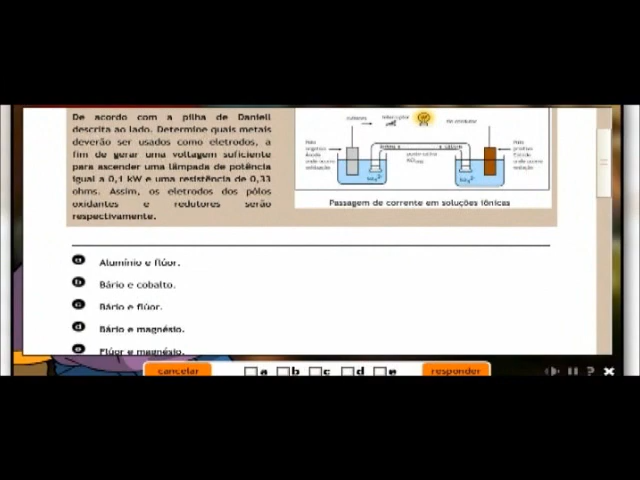 De acordo com a pilha de Daniell
descrita ao lado. Determine quais metais
deverão ser usados como eletrodos, a
fim de gerar uma voltagem suficiente
para ascender uma lâmpada de potência
igual a 0,1 kW e uma resistência de 0,33
ohms. Assim, os eletrodos dos pólos
oxidantes e redutores serão
respectivamente.
Passagem de corrente em soluções iônicas
a Alumínio e flúor.
b Bário e cobalto.
c Bário e flúor.
d Bário e magnésio.
e Flúor e magnésio.
cancelar a b c d e responder ?